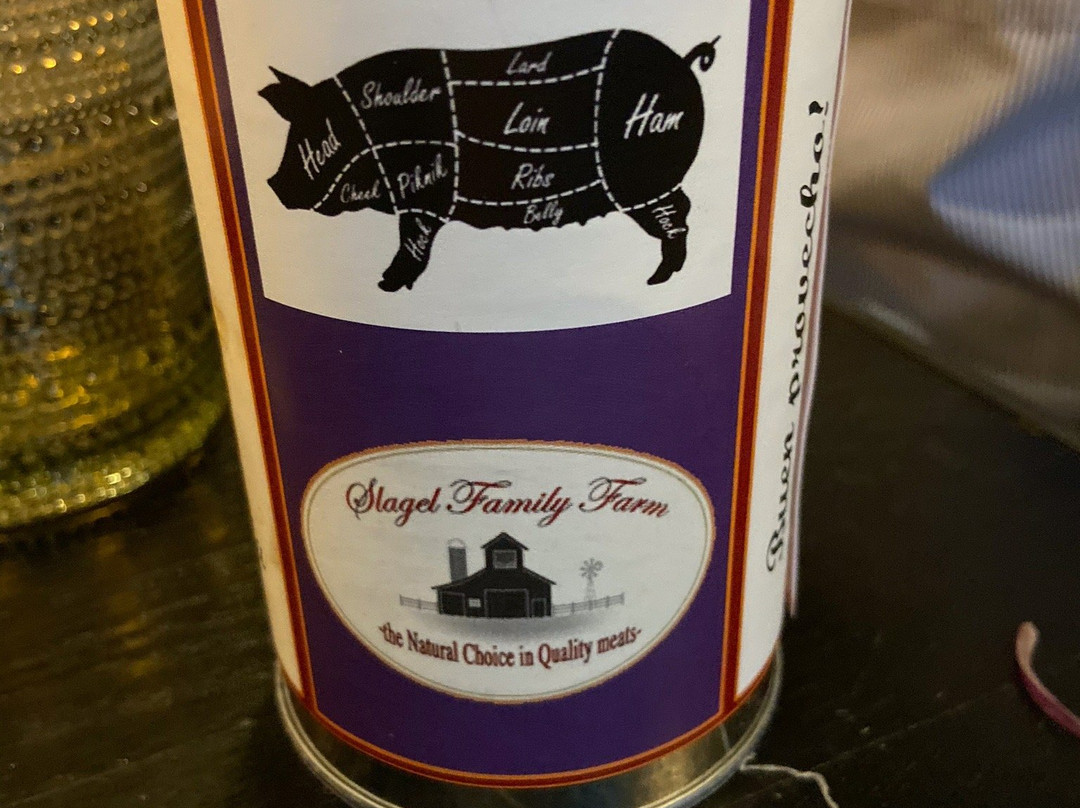 Lard
Shoulder
Loin
Ham
Head
Cheek
Piknik
Ribs
Belly
Hock
Hock
Slagel Family Farm
-the Natural Choice in Quality meats-
Buen provecho!